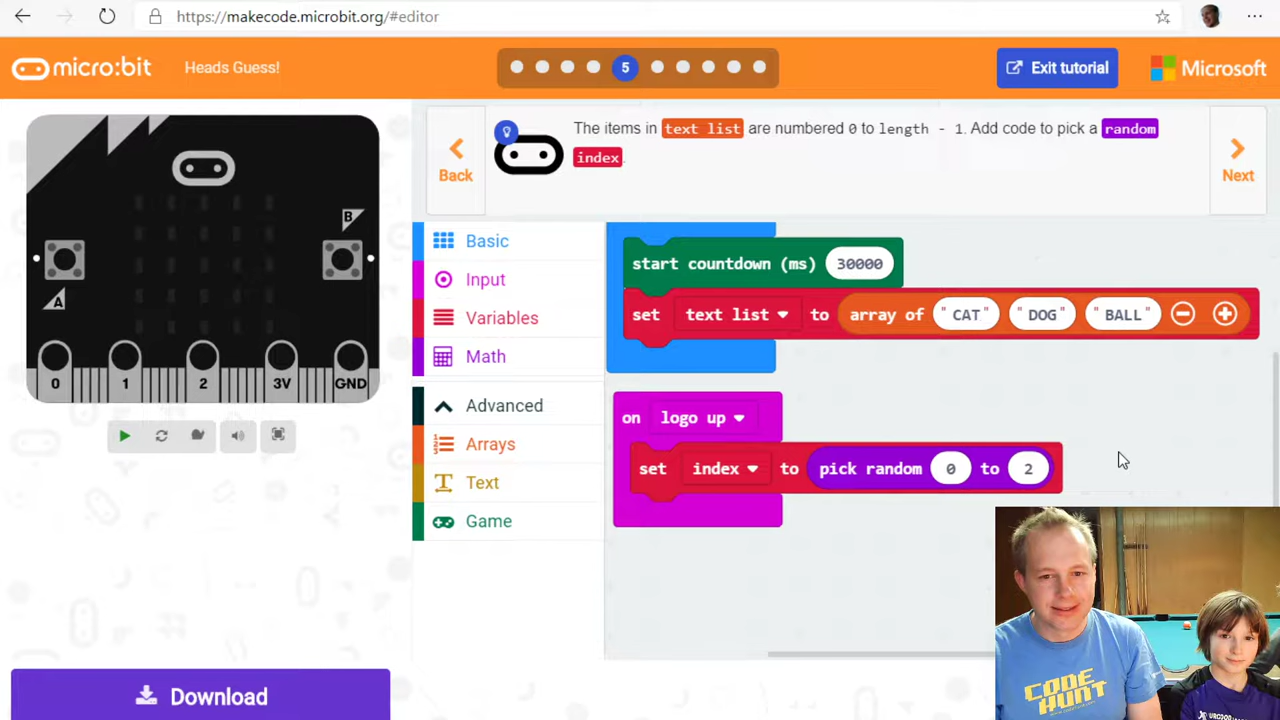 https://makecode.microbit.org/#editor
micro:bit
Heads Guess!
5
Exit tutorial
Microsoft
Back
The items in text list are numbered 0 to length - 1. Add code to pick a random
index.
Next
B
A
0 1 2 3V GND
Basic
Input
Variables
Math
Advanced
Arrays
Text
Game
start countdown (ms) 30000
set text list to array of "CAT" "DOG" "BALL"
on logo up
set index to pick random 0 to 2
Download
CODE
HUNT